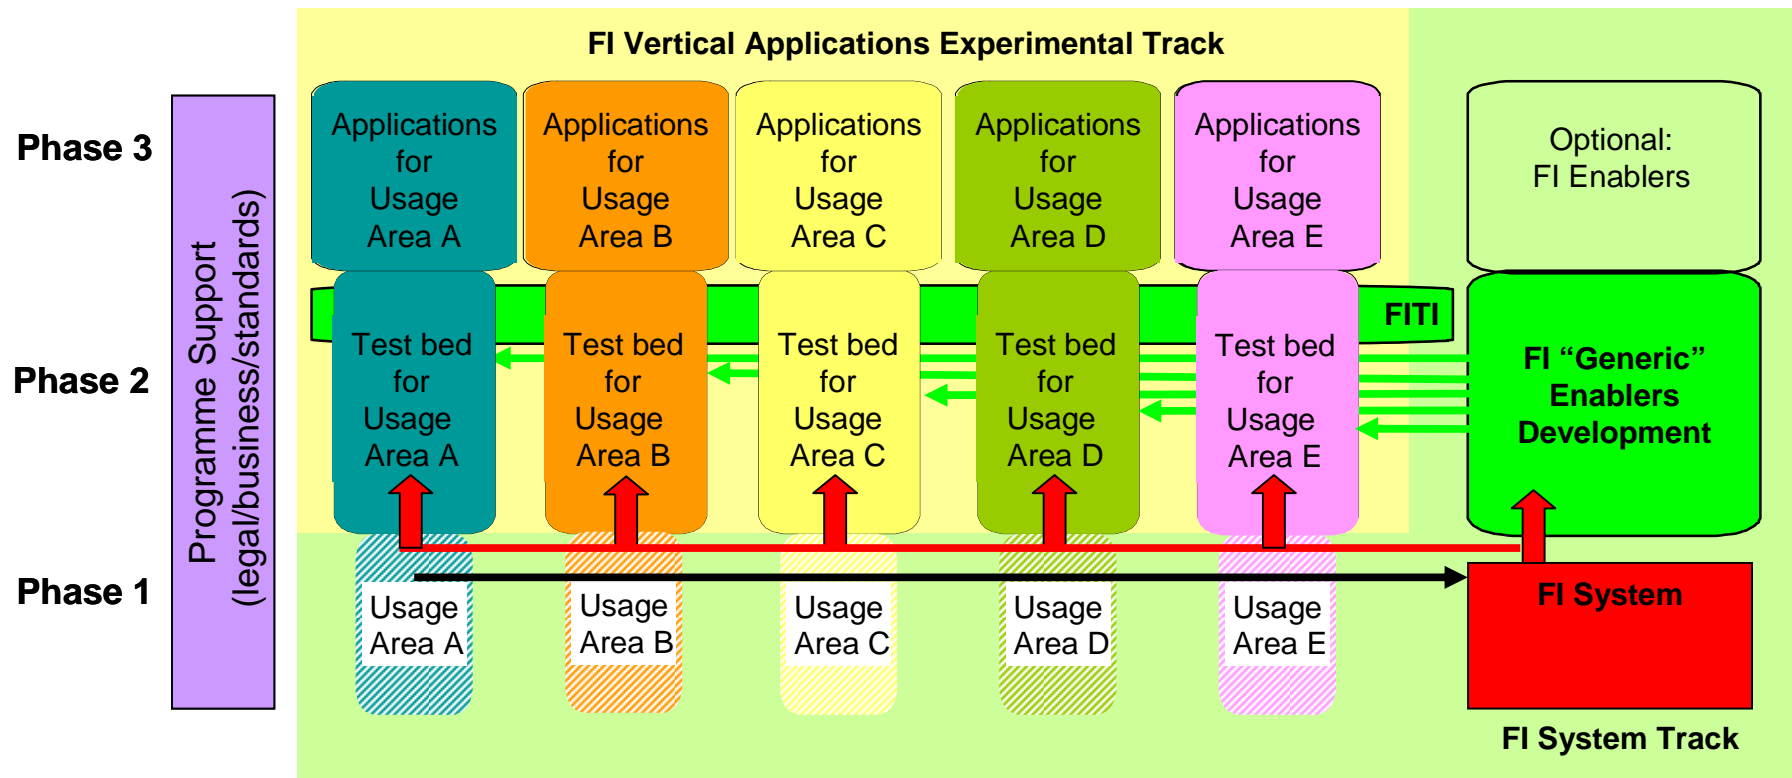 FI Vertical Applications Experimental Track
Phase 3
Applications
for
Usage
Area A
Applications
for
Usage
Area B
Applications
for
Usage
Area C
Applications
for
Usage
Area D
Applications
for
Usage
Area E
Optional:
FI Enablers
Programme Support
(legal/business/standards)
FITI
Phase 2
Test bed
for
Usage
Area A
Test bed
for
Usage
Area B
Test bed
for
Usage
Area C
Test bed
for
Usage
Area D
Test bed
for
Usage
Area E
FI “Generic”
Enablers
Development
Phase 1
Usage
Area A
Usage
Area B
Usage
Area C
Usage
Area D
Usage
Area E
FI System
FI System Track